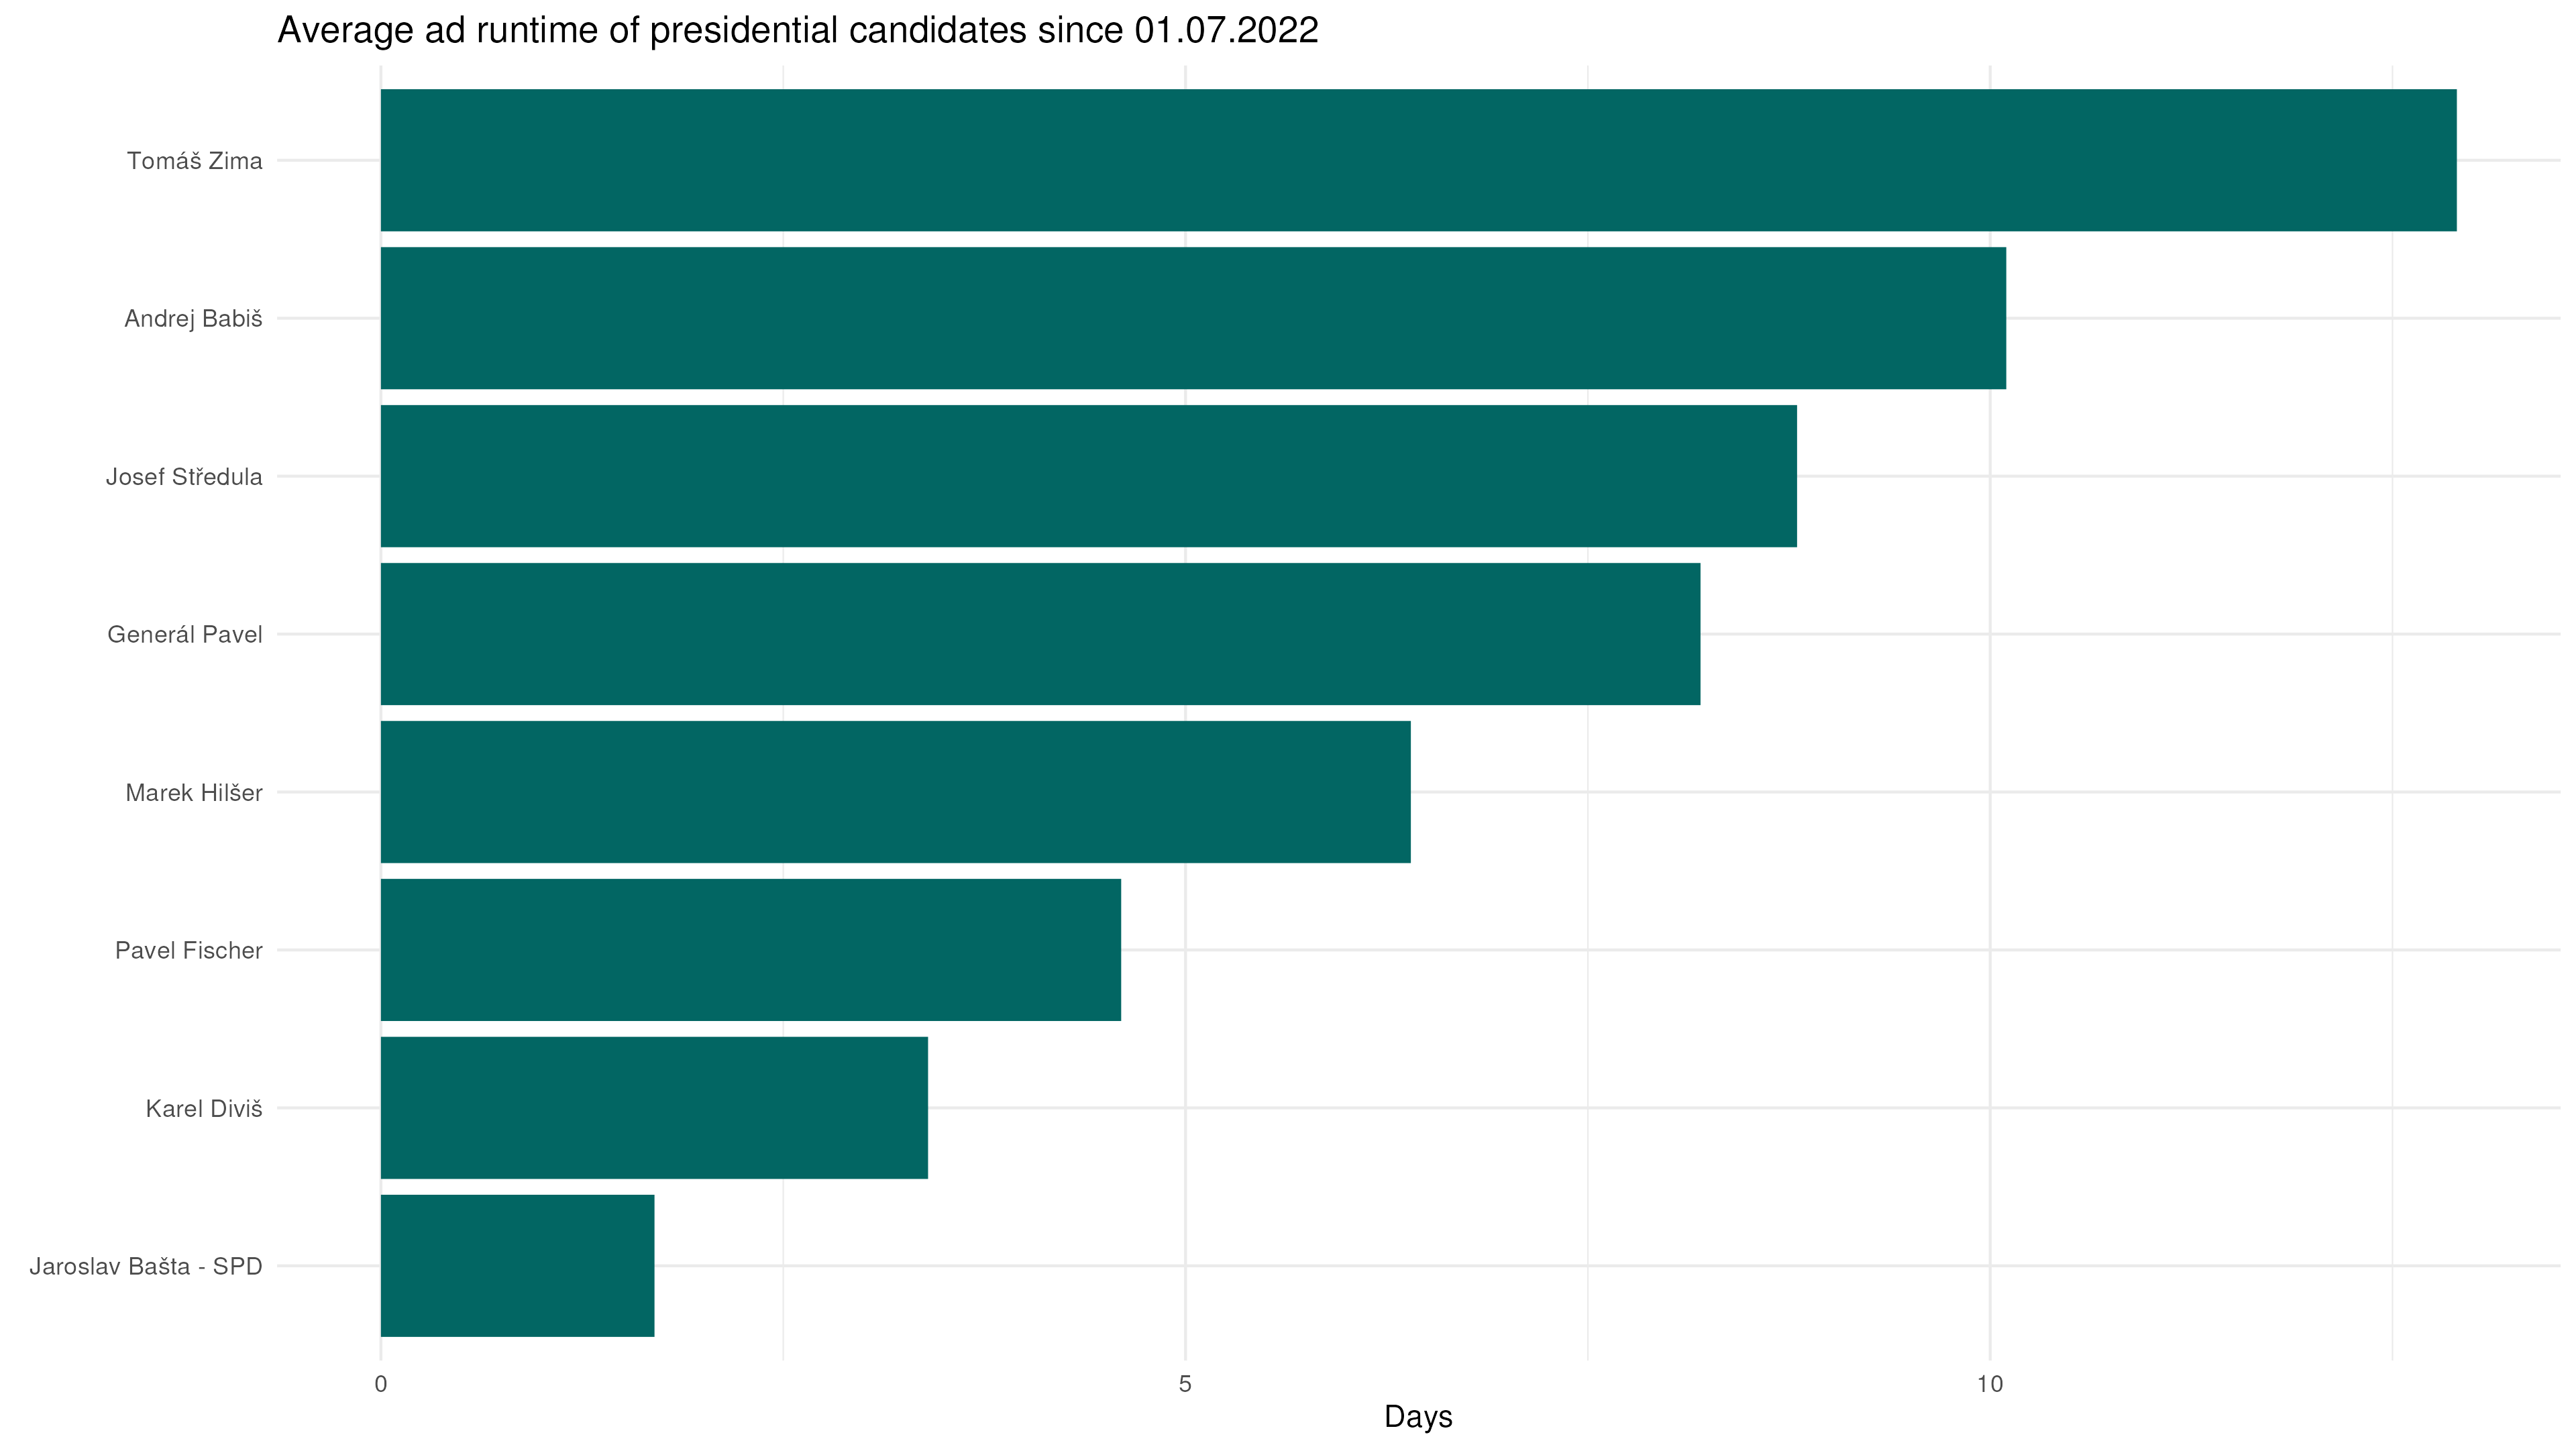 Average ad runtime of presidential candidates since 01.07.2022
Tomáš Zima
Andrej Babiš
Josef Středula
Generál Pavel
Marek Hilšer
Pavel Fischer
Karel Diviš
Jaroslav Bašta - SPD
0
5
10
Days